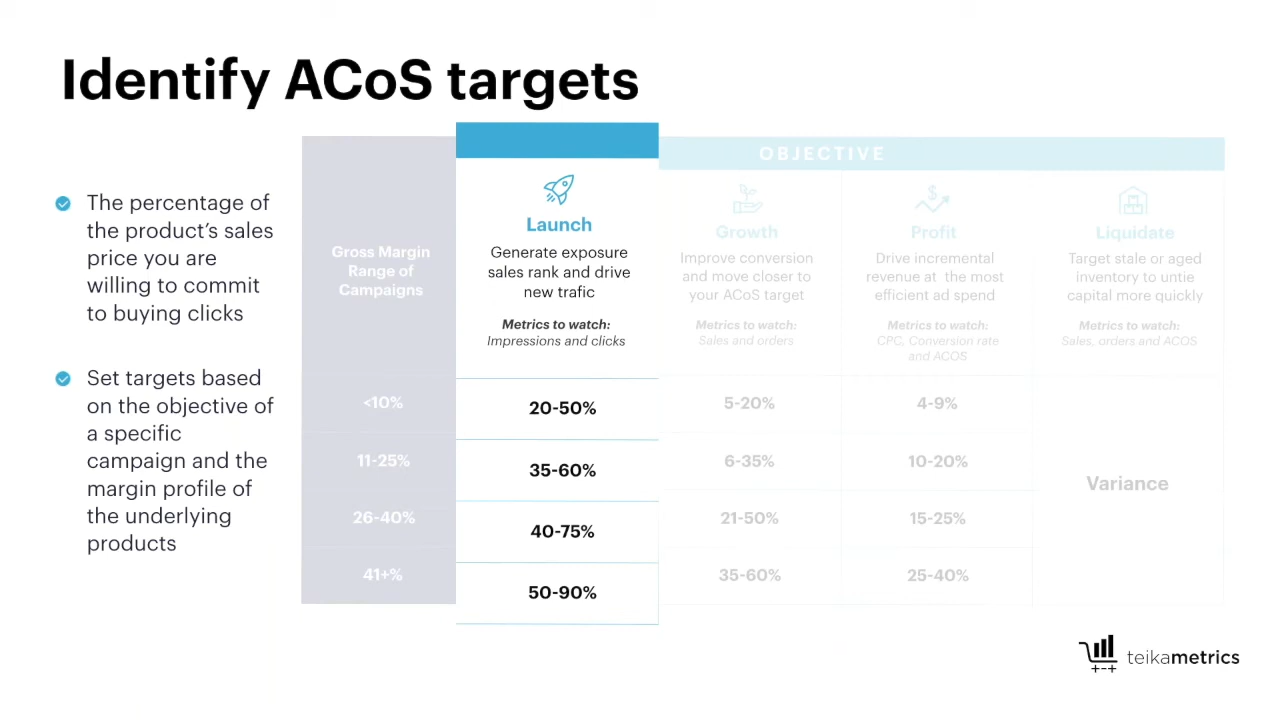 Identify ACoS targets
The percentage of
the product’s sales
price you are
willing to commit
to buying clicks
Set targets based
on the objective of
a specific
campaign and the
margin profile of
the underlying
products
OBJECTIVE
Gross Margin
Range of
Campaigns
Launch
Generate exposure
sales rank and drive
new trafic
Metrics to watch:
Impressions and clicks
Growth
Improve conversion
and move closer to
your ACoS target
Metrics to watch:
Sales and orders
Profit
Drive incremental
revenue at the most
efficient ad spend
Metrics to watch:
CPC, Conversion rate
and ACOS
Liquidate
Target stale or aged
inventory to untie
capital more quickly
Metrics to watch:
Sales, orders and ACOS
<10%
20-50%
5-20%
4-9%
11-25%
35-60%
6-35%
10-20%
26-40%
40-75%
21-50%
15-25%
41+%
50-90%
35-60%
25-40%
Variance
teikametrics